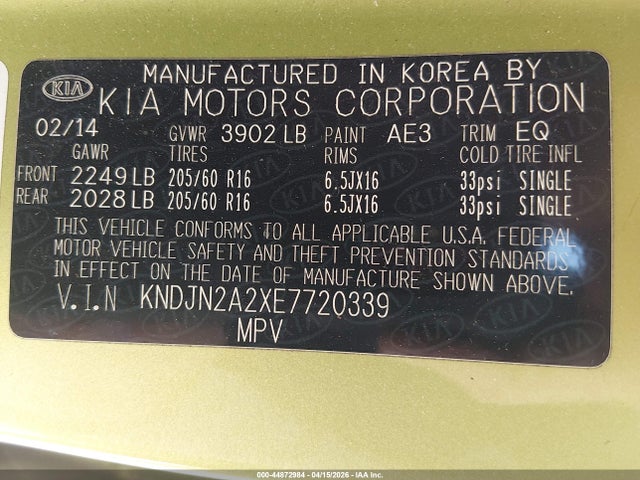 KIA
MANUFACTURED IN KOREA BY
KIA MOTORS CORPORATION
02/14 GVWR 3902 LB PAINT AE3 TRIM EQ
GAWR TIRES RIMS COLD TIRE INFL
FRONT 2249 LB 205/60 R16 6.5JX16 33psi SINGLE
REAR 2028 LB 205/60 R16 6.5JX16 33psi SINGLE
THIS VEHICLE CONFORMS TO ALL APPLICABLE U.S.A. FEDERAL
MOTOR VEHICLE SAFETY AND THEFT PREVENTION STANDARDS
IN EFFECT ON THE DATE OF MANUFACTURE SHOWN ABOVE.
V.I.N KNDJN2A2XE7720339
MPV
000-44872984 - 04/15/2026 - IAA Inc.